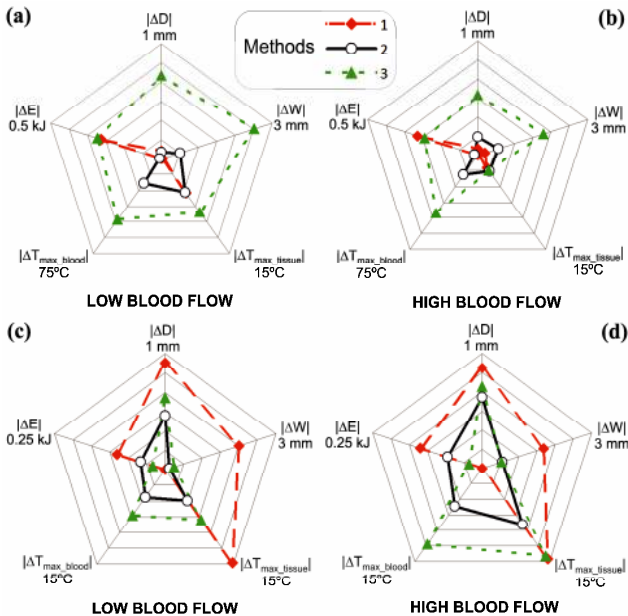 (a)
|ΔD|
1 mm
|ΔE|
0.5 kJ
|ΔW|
3 mm
|ΔTmax_blood|
75ºC
|ΔTmax_tissue|
15ºC
LOW BLOOD FLOW
Methods
1
2
3
(b)
|ΔD|
1 mm
|ΔE|
0.5 kJ
|ΔW|
3 mm
|ΔTmax_blood|
75ºC
|ΔTmax_tissue|
15ºC
HIGH BLOOD FLOW
(c)
|ΔD|
1 mm
|ΔE|
0.25 kJ
|ΔW|
3 mm
|ΔTmax_blood|
15ºC
|ΔTmax_tissue|
15ºC
LOW BLOOD FLOW
(d)
|ΔD|
1 mm
|ΔE|
0.25 kJ
|ΔW|
3 mm
|ΔTmax_blood|
15ºC
|ΔTmax_tissue|
15ºC
HIGH BLOOD FLOW